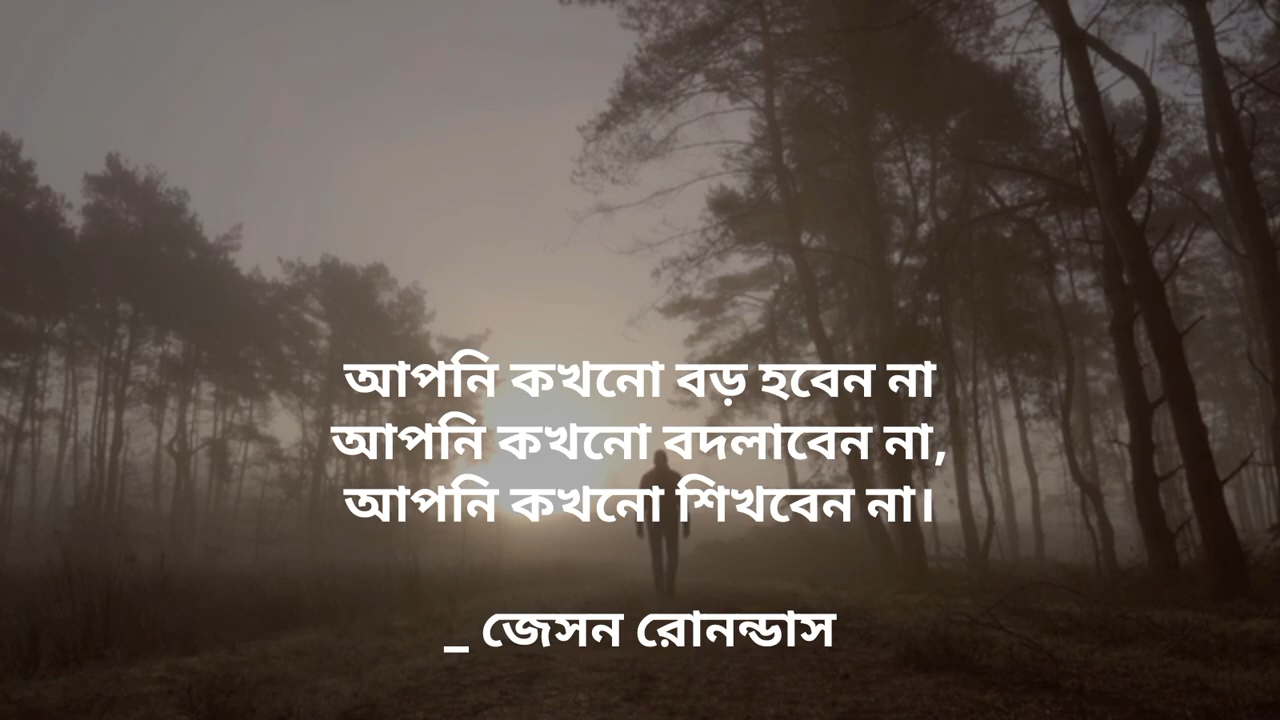 আপনি কখনো বড় হবেন না
আপনি কখনো বদলাবেন না,
আপনি কখনো শিখবেন না।
_ জেসন রোনন্ডাস